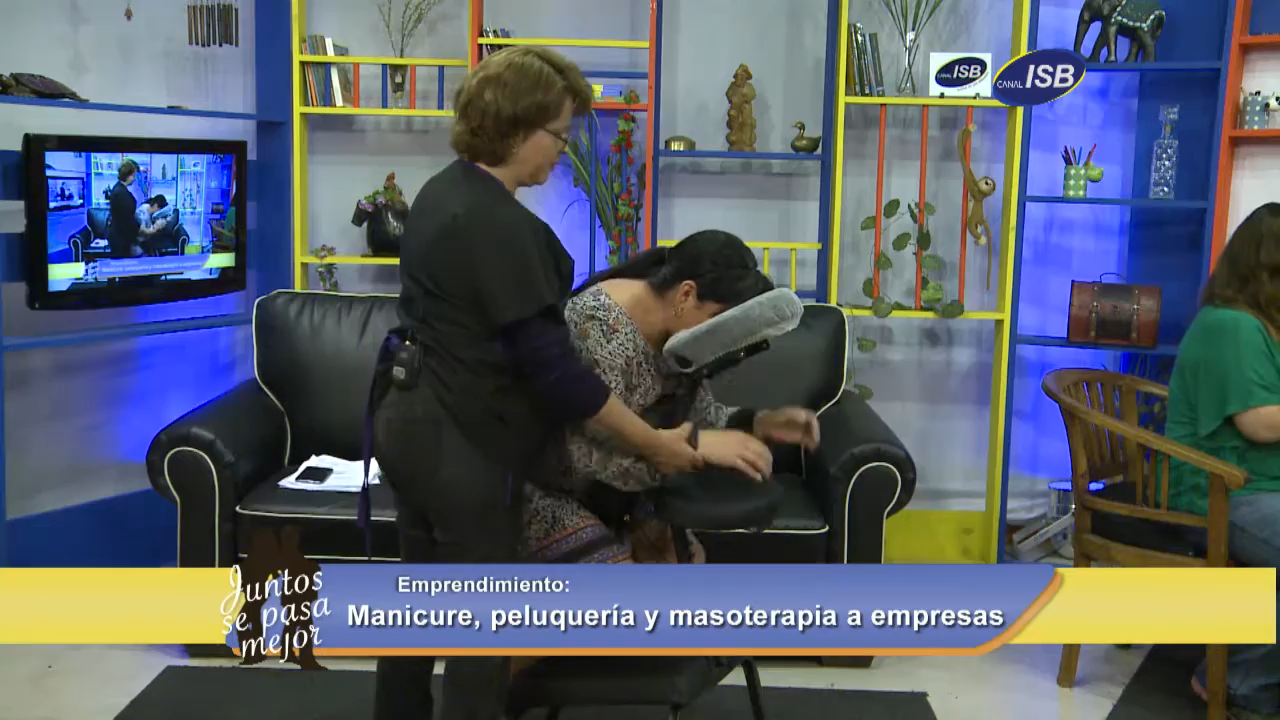 CANAL ISB
CANAL ISB
Juntos
se pasa
mejor
Emprendimiento:
Manicure, peluquería y masoterapia a empresas